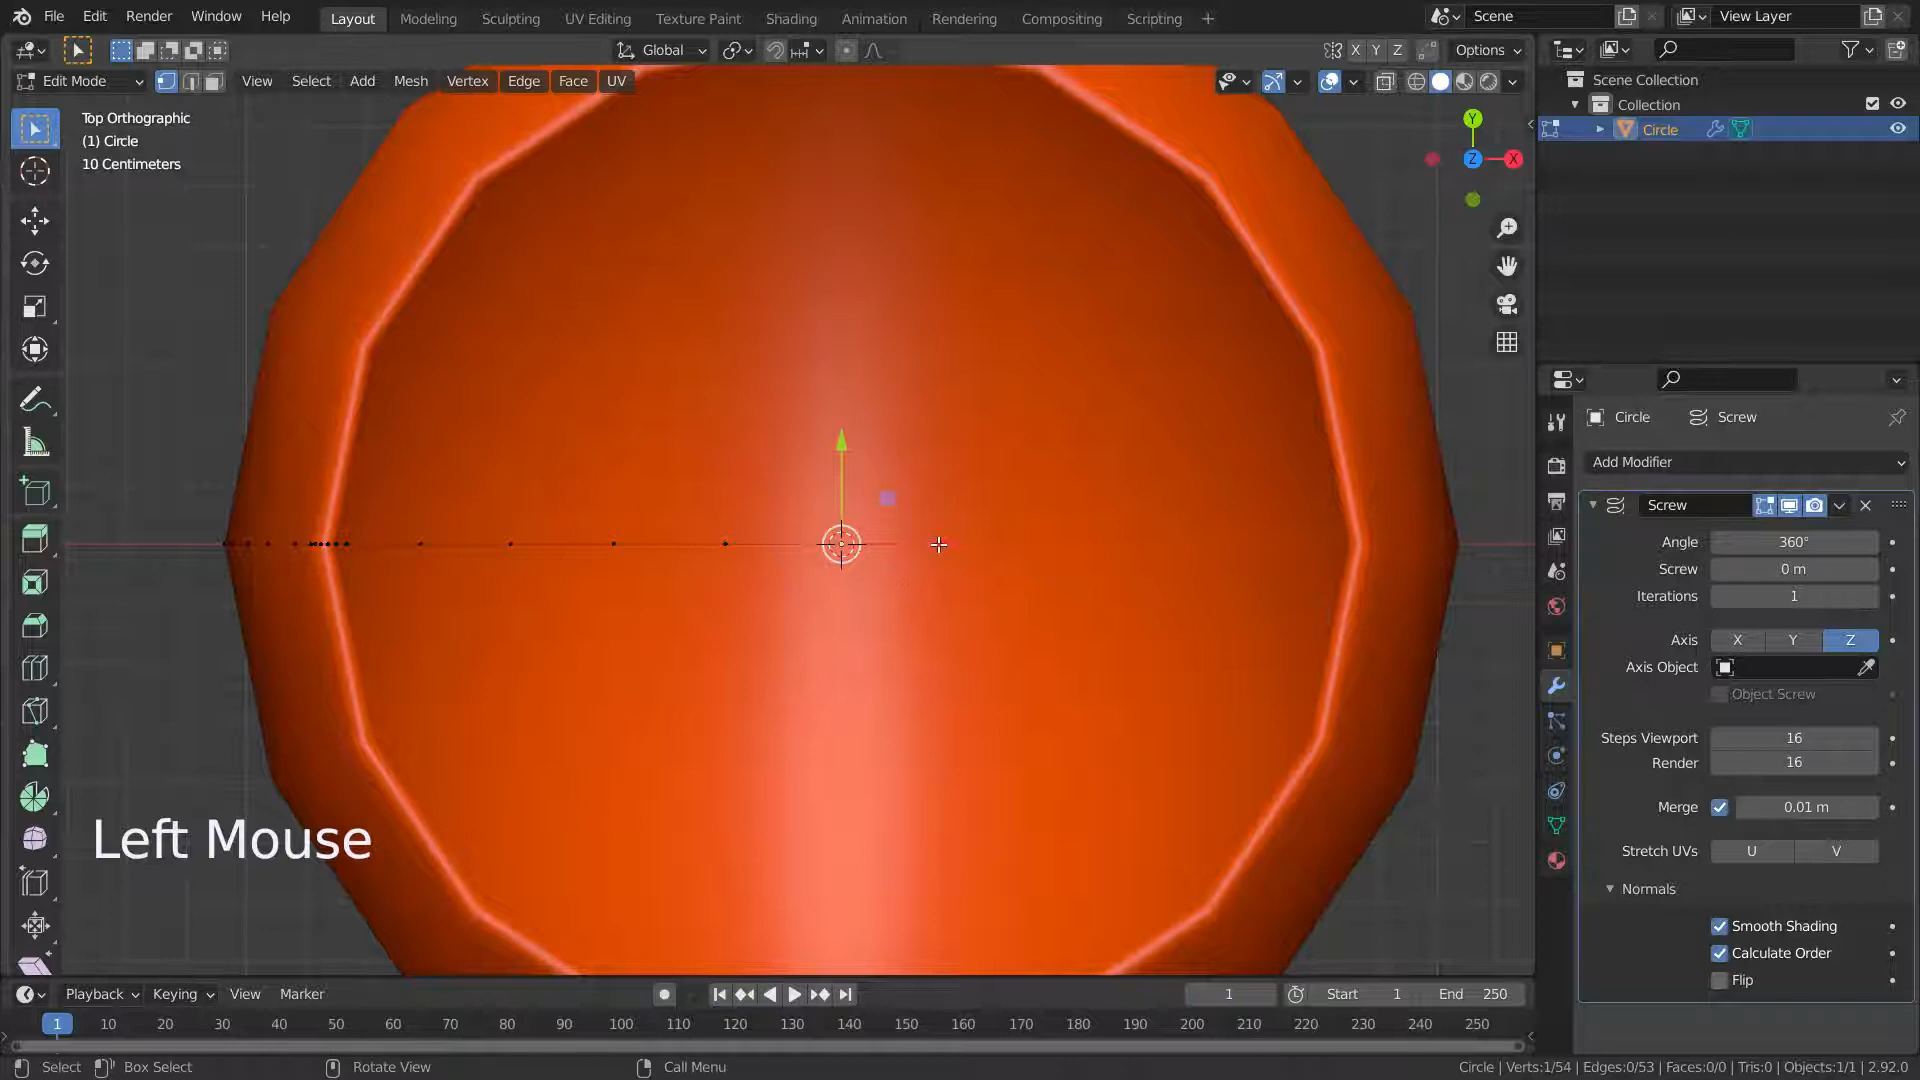 File Edit Render Window Help Layout Modeling Sculpting UV Editing Texture Paint Shading Animation Rendering Compositing Scripting + Scene View Layer
Global X Y Z Options
Edit Mode View Select Add Mesh Vertex Edge Face UV
Scene Collection
Collection
Circle
Top Orthographic
(1) Circle
10 Centimeters
Y
Z X
Circle Screw
Add Modifier
Screw
Angle 360°
Screw 0 m
Iterations 1
Axis X Y Z
Axis Object
Object Screw
Steps Viewport 16
Render 16
Merge 0.01 m
Stretch UVs U V
Normals
Smooth Shading
Calculate Order
Flip
Left Mouse
Playback Keying View Marker 1 Start 1 End 250
1 10 20 30 40 50 60 70 80 90 100 110 120 130 140 150 160 170 180 190 200 210 220 230 240 250
Select Box Select Rotate View Call Menu Circle | Verts:1/54 | Edges:0/53 | Faces:0/0 | Tris:0 | Objects:1/1 | 2.92.0